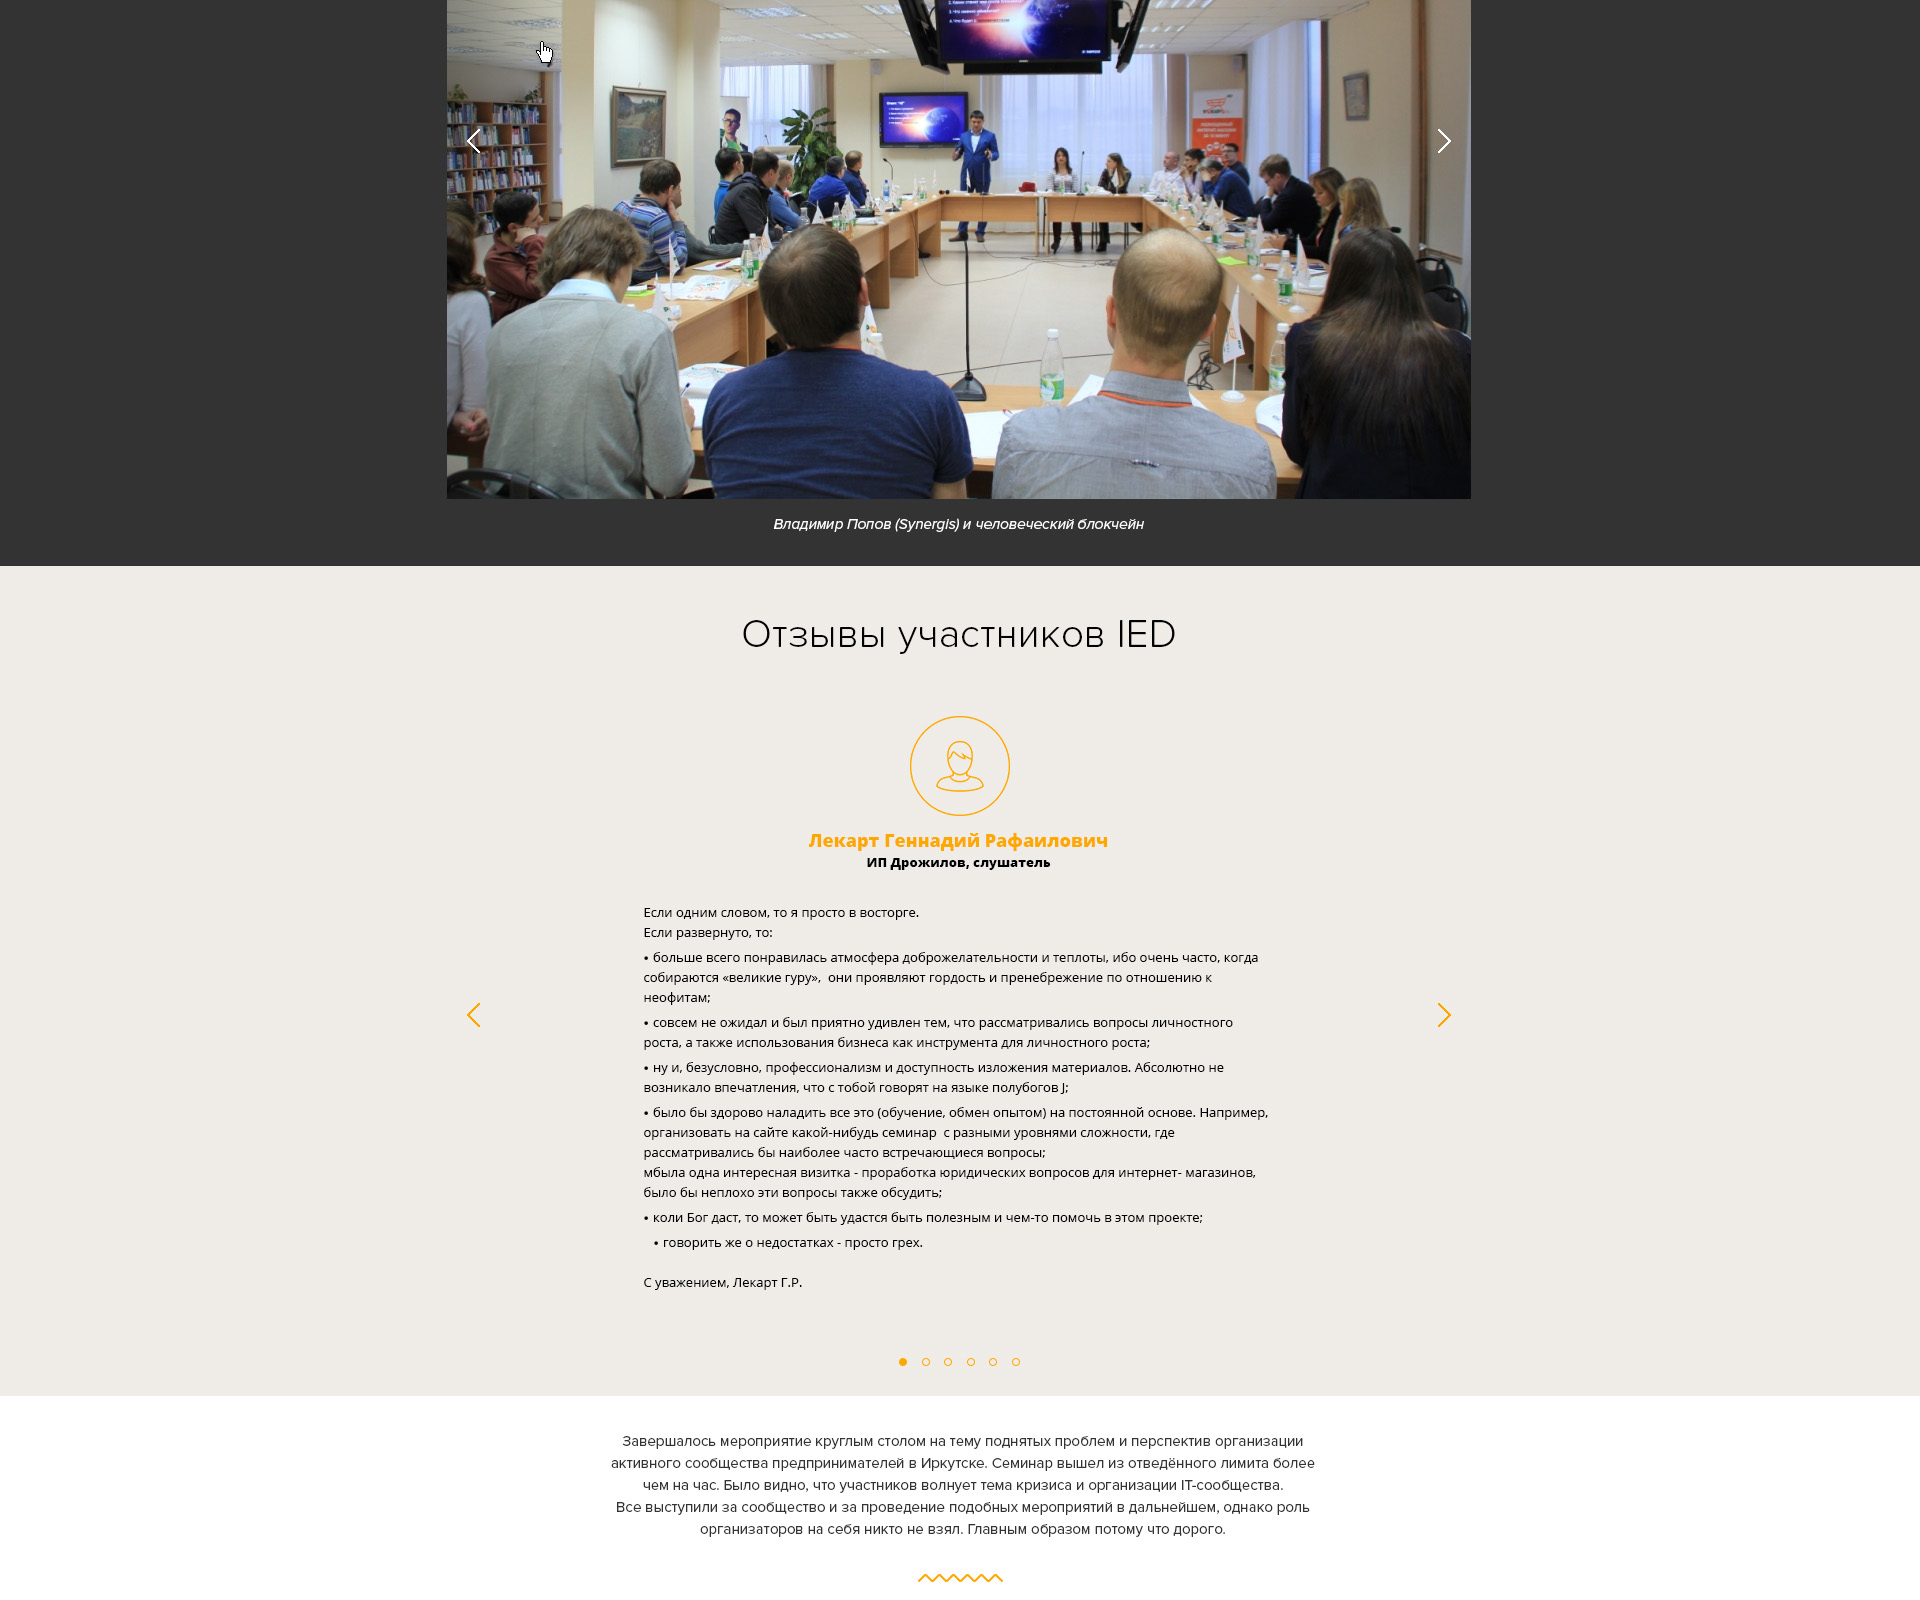 Владимир Попов (Synergis) и человеческий блокчейн
Отзывы участников IED
Лекарт Геннадий Рафаилович
ИП Дрожилов, слушатель
Если одним словом, то я просто в восторге.
Если развернуто, то:
• больше всего понравилась атмосфера доброжелательности и теплоты, ибо очень часто, когда
собираются «великие гуру»,  они проявляют гордость и пренебрежение по отношению к
неофитам;
• совсем не ожидал и был приятно удивлен тем, что рассматривались вопросы личностного
роста, а также использования бизнеса как инструмента для личностного роста;
• ну и, безусловно, профессионализм и доступность изложения материалов. Абсолютно не
возникало впечатления, что с тобой говорят на языке полубогов J;
• было бы здорово наладить все это (обучение, обмен опытом) на постоянной основе. Например,
организовать на сайте какой-нибудь семинар  с разными уровнями сложности, где
рассматривались бы наиболее часто встречающиеся вопросы;
мбыла одна интересная визитка - проработка юридических вопросов для интернет- магазинов,
было бы неплохо эти вопросы также обсудить;
• коли Бог даст, то может быть удастся быть полезным и чем-то помочь в этом проекте;
• говорить же о недостатках - просто грех.
С уважением, Лекарт Г.Р.
Завершалось мероприятие круглым столом на тему поднятых проблем и перспектив организации
активного сообщества предпринимателей в Иркутске. Семинар вышел из отведённого лимита более
чем на час. Было видно, что участников волнует тема кризиса и организации IT-сообщества.
Все выступили за сообщество и за проведение подобных мероприятий в дальнейшем, однако роль
организаторов на себя никто не взял. Главным образом потому что дорого.